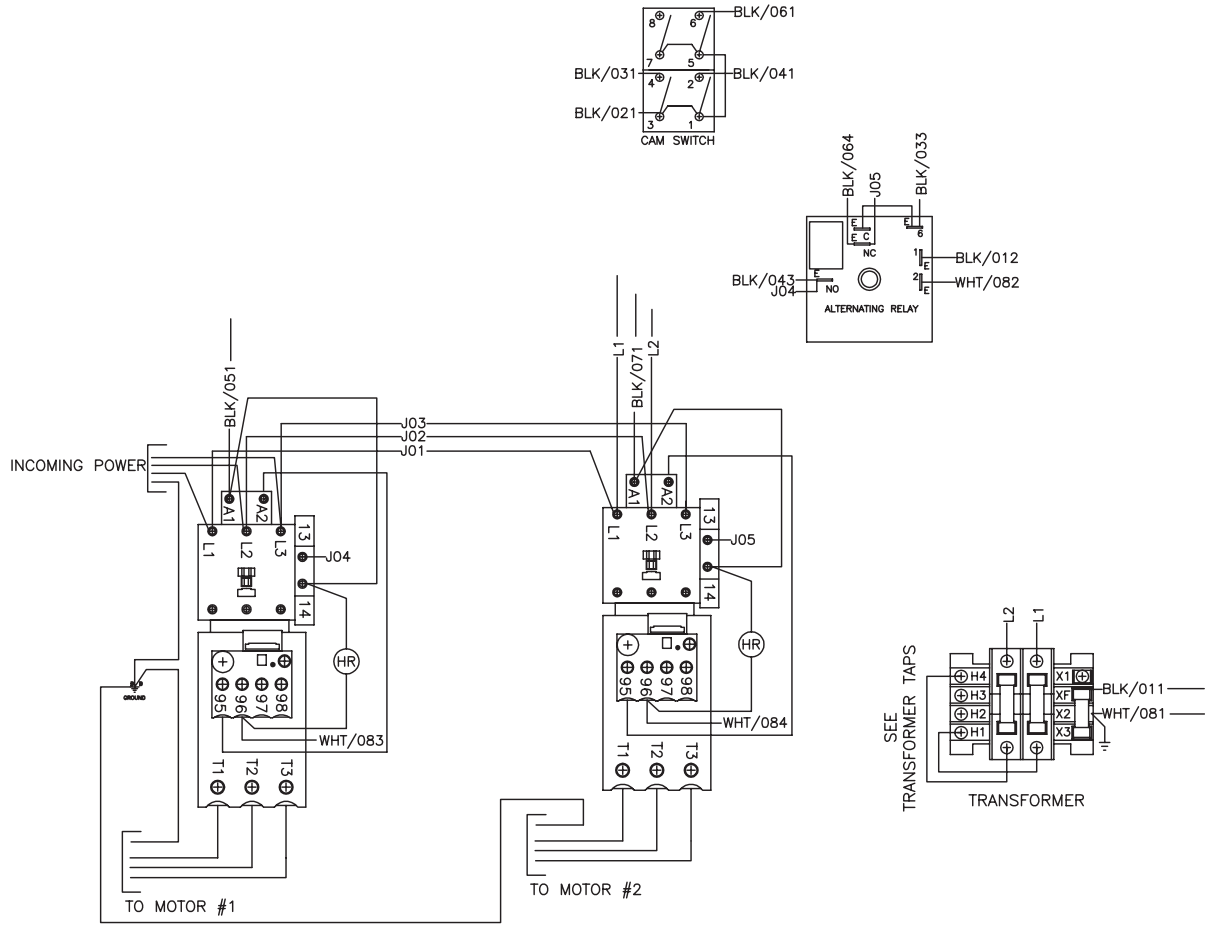 8 6 BLK/061
7 5
BLK/031 4 2 BLK/041
BLK/021
3 1
CAM SWITCH
BLK/064
J05
BLK/033
E
C
E
6
E
NC
1
E
BLK/012
2
E
WHT/082
BLK/043
E
J04
NO
ALTERNATING RELAY
BLK/051
L1
BLK/071
L2
J03
J02
J01
INCOMING POWER
A1 A2
L1 L2 L3
13
J04
14
HR
95 96 97 98
WHT/083
T1 T2 T3
GROUND
TO MOTOR #1
A1 A2
L1 L2 L3
13
J05
14
HR
95 96 97 98
WHT/084
T1 T2 T3
TO MOTOR #2
L2 L1
SEE
TRANSFORMER TAPS
H4 X1
H3 XF BLK/011
H2 X2 WHT/081
H1 X3
TRANSFORMER